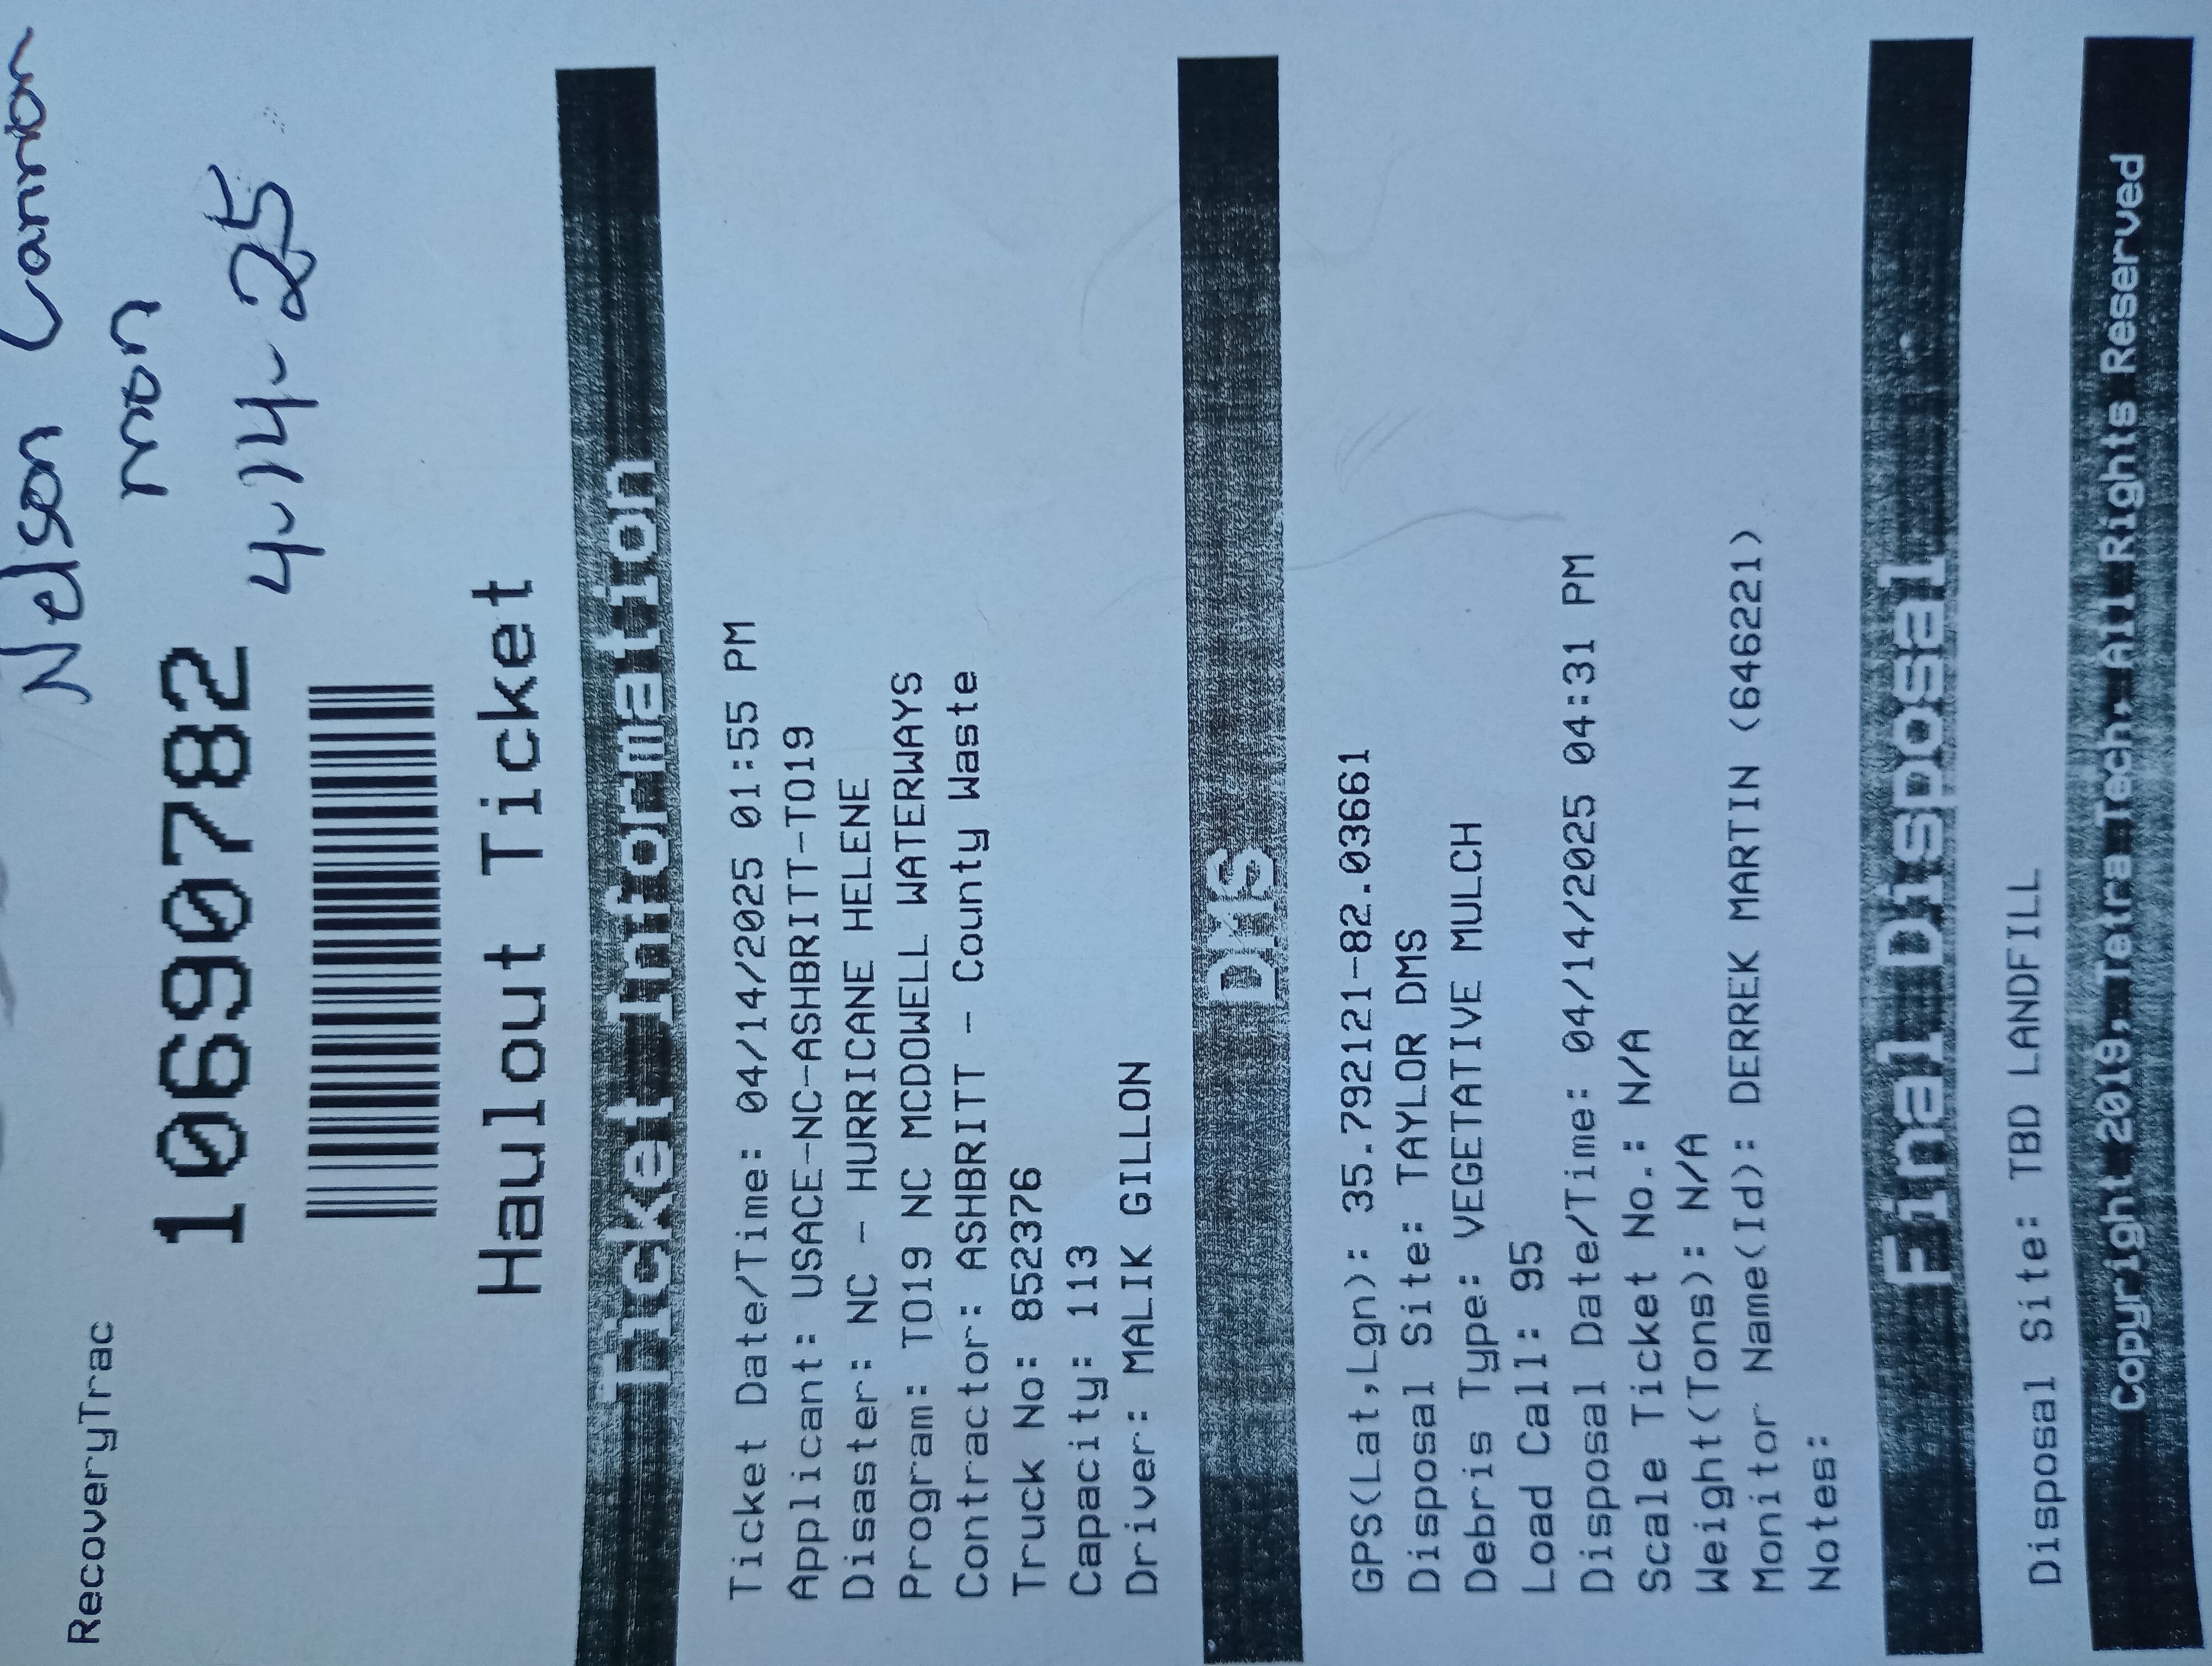 Nelson Cannon
RecoveryTrac
mon
10690782
4-14-25
Haulout Ticket
Ticket Information
Ticket Date/Time: 04/14/2025 01:55 PM
Applicant: USACE-NC-ASHBRITT-TO19
Disaster: NC - HURRICANE HELENE
Program: TO19 NC MCDOWELL WATERWAYS
Contractor: ASHBRITT - County Waste
Truck No: 852376
Capacity: 113
Driver: MALIK GILLON
DMS
GPS(Lat,Lgn): 35.792121-82.03661
Disposal Site: TAYLOR DMS
Debris Type: VEGETATIVE MULCH
Load Call: 95
Disposal Date/Time: 04/14/2025 04:31 PM
Scale Ticket No.: N/A
Weight(Tons): N/A
Monitor Name(Id): DERREK MARTIN (646221)
Notes:
Final Disposal
Disposal Site: TBD LANDFILL
Copyright 2019, Tetra Tech, All Rights Reserved